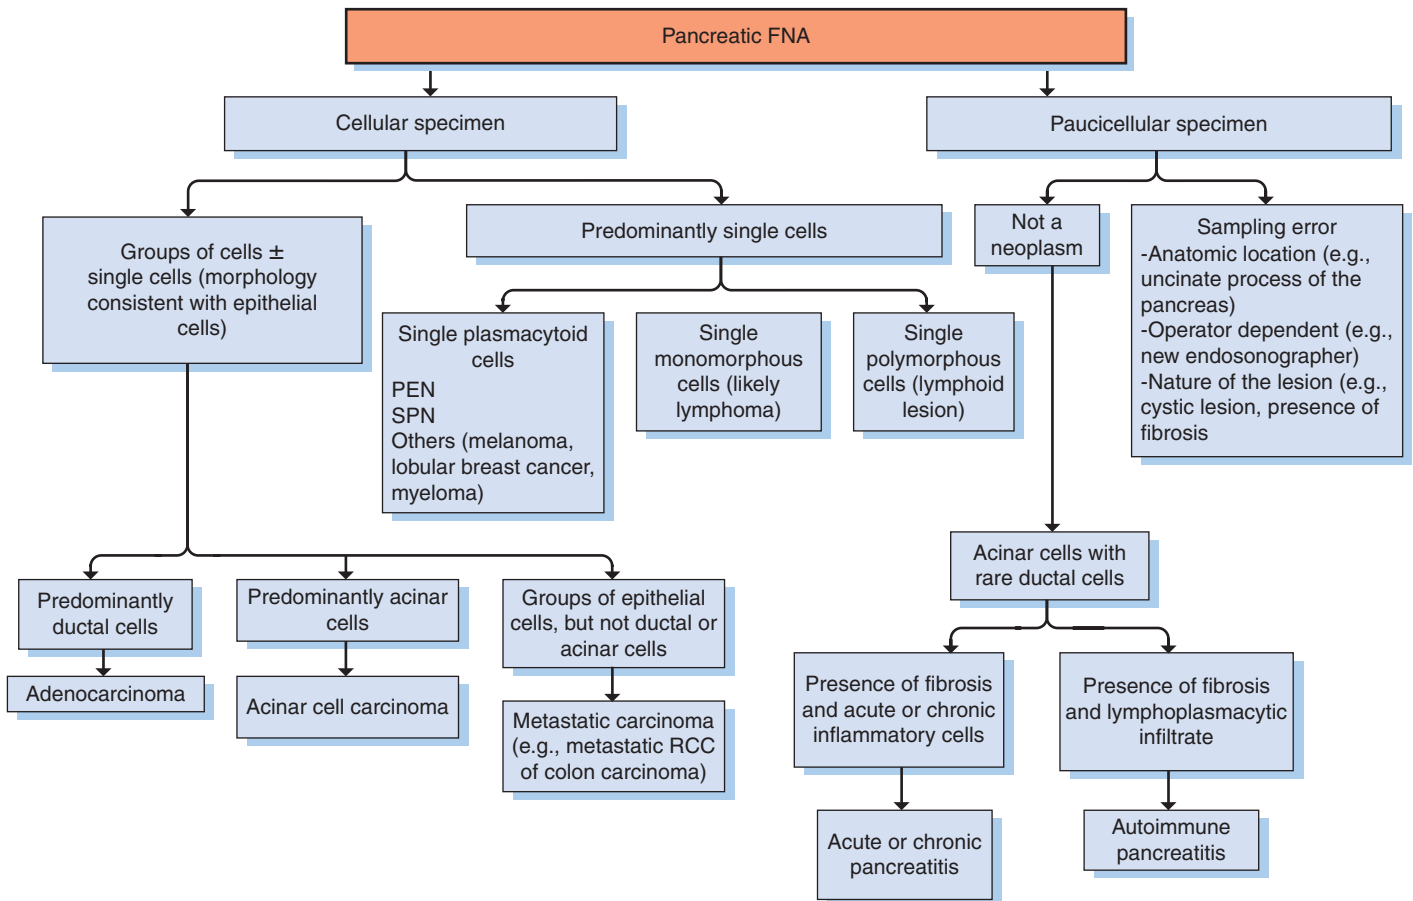 Pancreatic FNA
Cellular specimen
Paucicellular specimen
Groups of cells ±
single cells (morphology
consistent with epithelial
cells)
Predominantly single cells
Not a
neoplasm
Sampling error
-Anatomic location (e.g.,
uncinate process of the
pancreas)
-Operator dependent (e.g.,
new endosonographer)
-Nature of the lesion (e.g.,
cystic lesion, presence of
fibrosis
Single plasmacytoid
cells
PEN
SPN
Others (melanoma,
lobular breast cancer,
myeloma)
Single
monomorphous
cells (likely
lymphoma)
Single
polymorphous
cells (lymphoid
lesion)
Acinar cells with
rare ductal cells
Predominantly
ductal cells
Predominantly acinar
cells
Groups of epithelial
cells, but not ductal or
acinar cells
Adenocarcinoma
Acinar cell carcinoma
Metastatic carcinoma
(e.g., metastatic RCC
of colon carcinoma)
Presence of fibrosis
and acute or chronic
inflammatory cells
Presence of fibrosis
and lymphoplasmacytic
infiltrate
Acute or chronic
pancreatitis
Autoimmune
pancreatitis